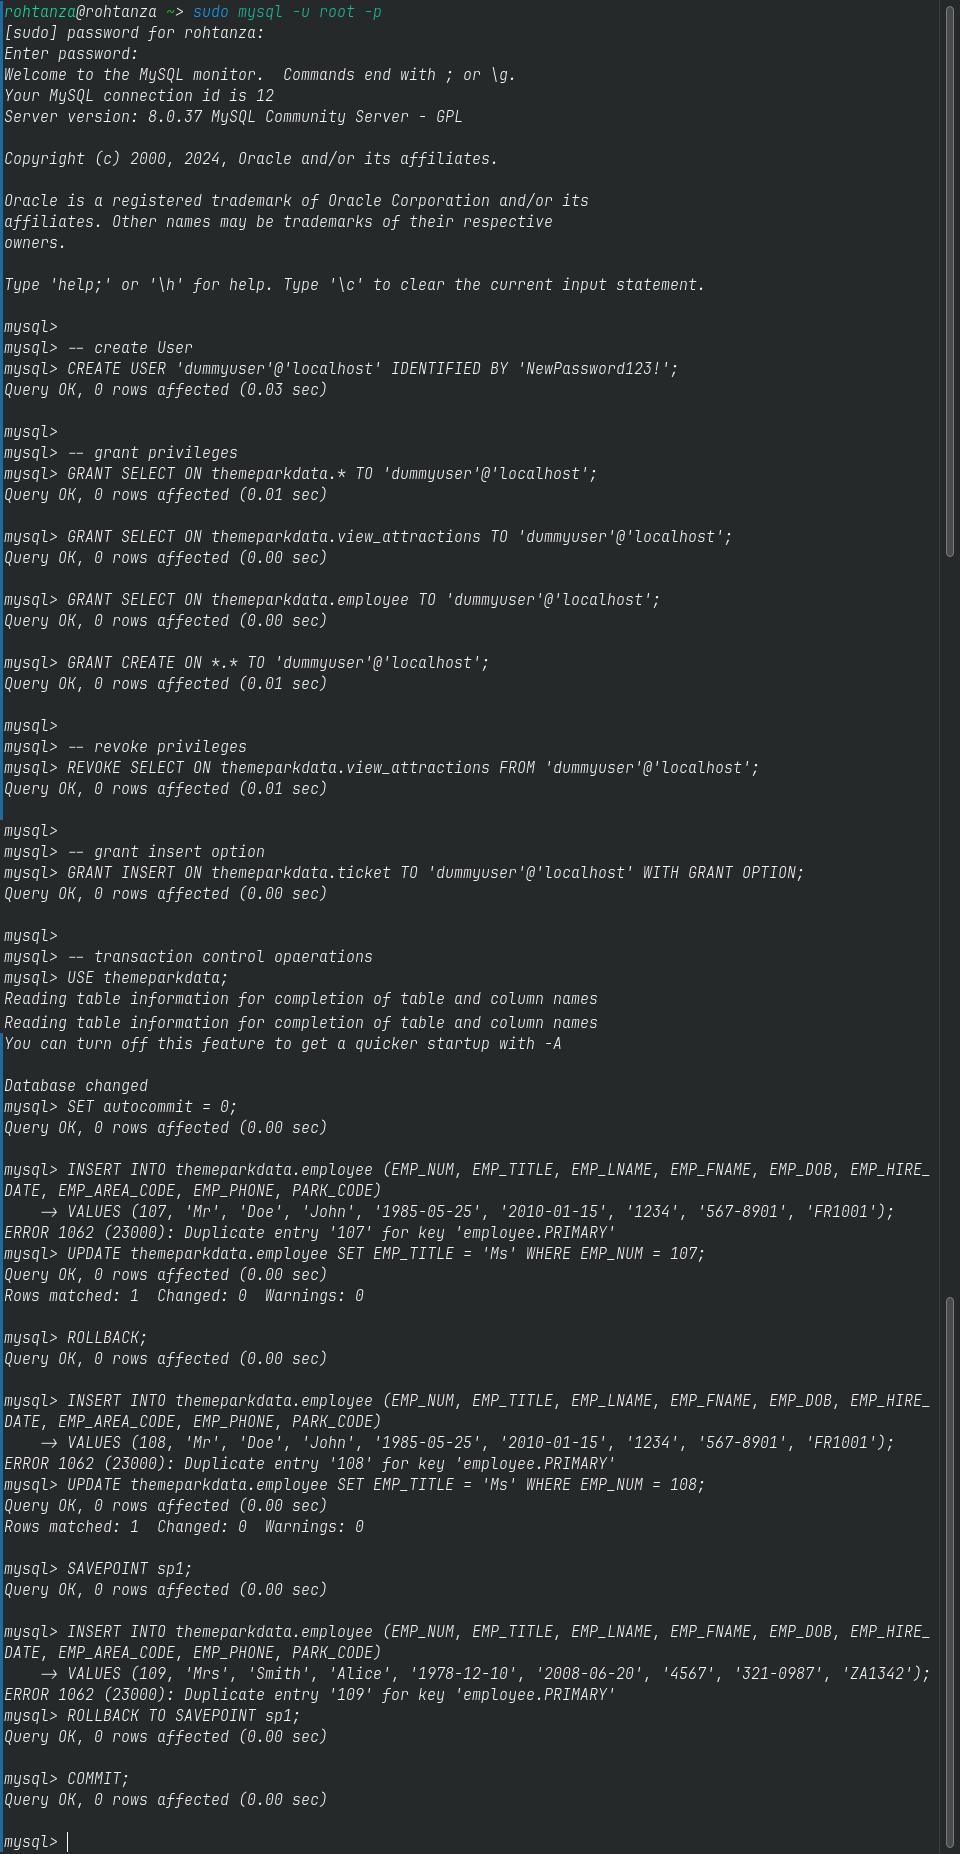 rohtanza@rohtanza ~> sudo mysql -u root -p
[sudo] password for rohtanza:
Enter password:
Welcome to the MySQL monitor.  Commands end with ; or \g.
Your MySQL connection id is 12
Server version: 8.0.37 MySQL Community Server - GPL

Copyright (c) 2000, 2024, Oracle and/or its affiliates.

Oracle is a registered trademark of Oracle Corporation and/or its
affiliates. Other names may be trademarks of their respective
owners.

Type 'help;' or '\h' for help. Type '\c' to clear the current input statement.

mysql>
mysql> -- create User
mysql> CREATE USER 'dummyuser'@'localhost' IDENTIFIED BY 'NewPassword123!';
Query OK, 0 rows affected (0.03 sec)

mysql>
mysql> -- grant privileges
mysql> GRANT SELECT ON themeparkdata.* TO 'dummyuser'@'localhost';
Query OK, 0 rows affected (0.01 sec)

mysql> GRANT SELECT ON themeparkdata.view_attractions TO 'dummyuser'@'localhost';
Query OK, 0 rows affected (0.00 sec)

mysql> GRANT SELECT ON themeparkdata.employee TO 'dummyuser'@'localhost';
Query OK, 0 rows affected (0.00 sec)

mysql> GRANT CREATE ON *.* TO 'dummyuser'@'localhost';
Query OK, 0 rows affected (0.01 sec)

mysql>
mysql> -- revoke privileges
mysql> REVOKE SELECT ON themeparkdata.view_attractions FROM 'dummyuser'@'localhost';
Query OK, 0 rows affected (0.01 sec)

mysql>
mysql> -- grant insert option
mysql> GRANT INSERT ON themeparkdata.ticket TO 'dummyuser'@'localhost' WITH GRANT OPTION;
Query OK, 0 rows affected (0.00 sec)

mysql>
mysql> -- transaction control opaerations
mysql> USE themeparkdata;
Reading table information for completion of table and column names
Reading table information for completion of table and column names
You can turn off this feature to get a quicker startup with -A

Database changed
mysql> SET autocommit = 0;
Query OK, 0 rows affected (0.00 sec)

mysql> INSERT INTO themeparkdata.employee (EMP_NUM, EMP_TITLE, EMP_LNAME, EMP_FNAME, EMP_DOB, EMP_HIRE_
DATE, EMP_AREA_CODE, EMP_PHONE, PARK_CODE)
    -> VALUES (107, 'Mr', 'Doe', 'John', '1985-05-25', '2010-01-15', '1234', '567-8901', 'FR1001');
ERROR 1062 (23000): Duplicate entry '107' for key 'employee.PRIMARY'
mysql> UPDATE themeparkdata.employee SET EMP_TITLE = 'Ms' WHERE EMP_NUM = 107;
Query OK, 0 rows affected (0.00 sec)
Rows matched: 1  Changed: 0  Warnings: 0

mysql> ROLLBACK;
Query OK, 0 rows affected (0.00 sec)

mysql> INSERT INTO themeparkdata.employee (EMP_NUM, EMP_TITLE, EMP_LNAME, EMP_FNAME, EMP_DOB, EMP_HIRE_
DATE, EMP_AREA_CODE, EMP_PHONE, PARK_CODE)
    -> VALUES (108, 'Mr', 'Doe', 'John', '1985-05-25', '2010-01-15', '1234', '567-8901', 'FR1001');
ERROR 1062 (23000): Duplicate entry '108' for key 'employee.PRIMARY'
mysql> UPDATE themeparkdata.employee SET EMP_TITLE = 'Ms' WHERE EMP_NUM = 108;
Query OK, 0 rows affected (0.00 sec)
Rows matched: 1  Changed: 0  Warnings: 0

mysql> SAVEPOINT sp1;
Query OK, 0 rows affected (0.00 sec)

mysql> INSERT INTO themeparkdata.employee (EMP_NUM, EMP_TITLE, EMP_LNAME, EMP_FNAME, EMP_DOB, EMP_HIRE_
DATE, EMP_AREA_CODE, EMP_PHONE, PARK_CODE)
    -> VALUES (109, 'Mrs', 'Smith', 'Alice', '1978-12-10', '2008-06-20', '4567', '321-0987', 'ZA1342');
ERROR 1062 (23000): Duplicate entry '109' for key 'employee.PRIMARY'
mysql> ROLLBACK TO SAVEPOINT sp1;
Query OK, 0 rows affected (0.00 sec)

mysql> COMMIT;
Query OK, 0 rows affected (0.00 sec)

mysql>